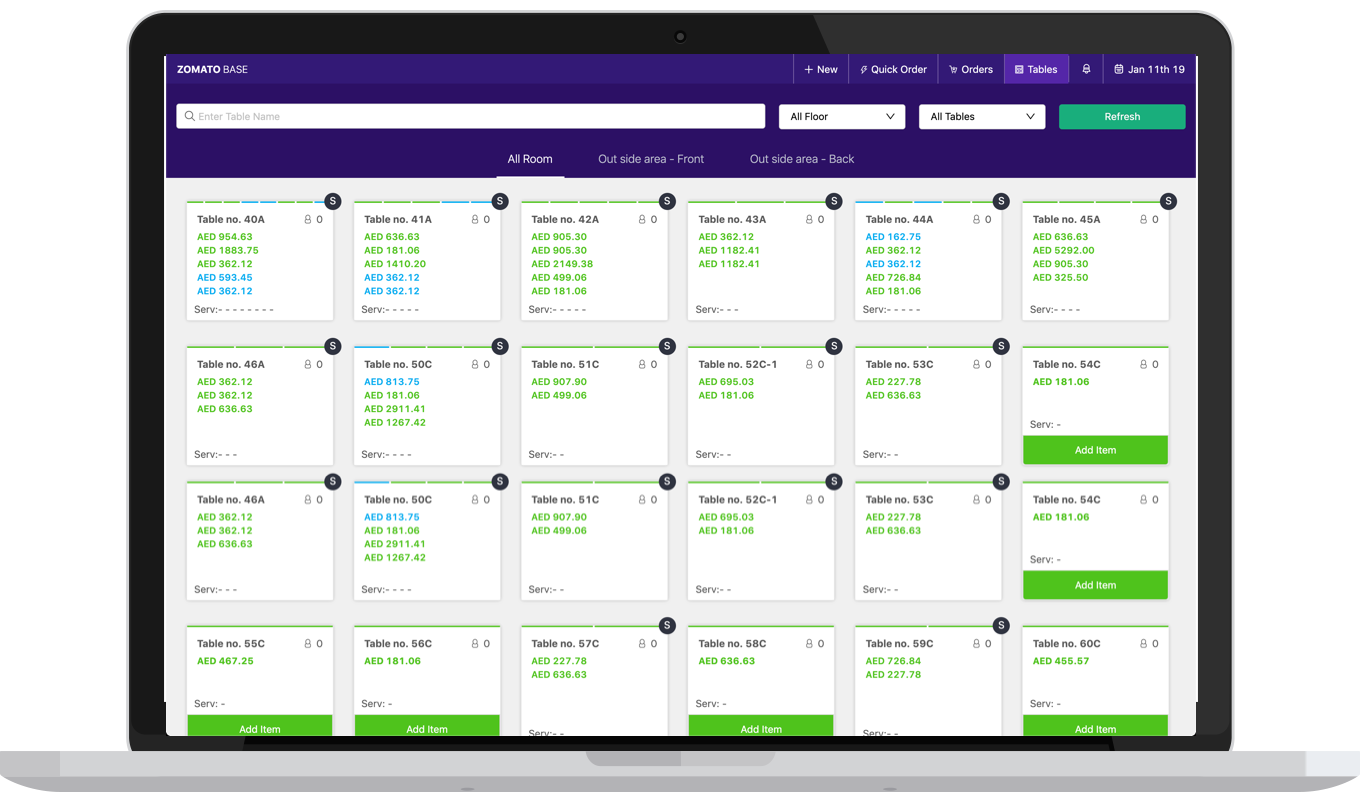 ZOMATO BASE + New Quick Order Orders Tables Jan 11th 19
Enter Table Name All Floor All Tables Refresh
All Room Out side area - Front Out side area - Back
S S S S S S
Table no. 40A 0 Table no. 41A 0 Table no. 42A 0 Table no. 43A 0 Table no. 44A 0 Table no. 45A 0
AED 954.63 AED 636.63 AED 905.30 AED 362.12 AED 162.75 AED 636.63
AED 1883.75 AED 181.06 AED 905.30 AED 1182.41 AED 362.12 AED 5292.00
AED 362.12 AED 1410.20 AED 2149.38 AED 1182.41 AED 362.12 AED 905.30
AED 593.45 AED 362.12 AED 499.06 AED 726.84 AED 325.50
AED 362.12 AED 362.12 AED 181.06 AED 181.06
Serv:- - - - - - - - Serv:- - - - - Serv:- - - - - Serv:- - - Serv:- - - - - Serv:- - - -
S S S S S
Table no. 46A 0 Table no. 50C 0 Table no. 51C 0 Table no. 52C-1 0 Table no. 53C 0 Table no. 54C 0
AED 362.12 AED 813.75 AED 907.90 AED 695.03 AED 227.78 AED 181.06
AED 362.12 AED 181.06 AED 499.06 AED 181.06 AED 636.63
AED 636.63 AED 2911.41
AED 1267.42
Serv: -
Serv:- - - Serv:- - - - Serv:- - Serv:- - Serv:- - Add Item
S S S S S
Table no. 46A 0 Table no. 50C 0 Table no. 51C 0 Table no. 52C-1 0 Table no. 53C 0 Table no. 54C 0
AED 362.12 AED 813.75 AED 907.90 AED 695.03 AED 227.78 AED 181.06
AED 362.12 AED 181.06 AED 499.06 AED 181.06 AED 636.63
AED 636.63 AED 2911.41
AED 1267.42
Serv: -
Serv:- - - Serv:- - - - Serv:- - Serv:- - Serv:- - Add Item
S S
Table no. 55C 0 Table no. 56C 0 Table no. 57C 0 Table no. 58C 0 Table no. 59C 0 Table no. 60C 0
AED 467.25 AED 181.06 AED 227.78 AED 636.63 AED 726.84 AED 455.57
AED 636.63 AED 227.78
Serv: - Serv: - Serv: - Serv: -
Add Item Add Item Serv:- - Add Item Serv:- - Add Item